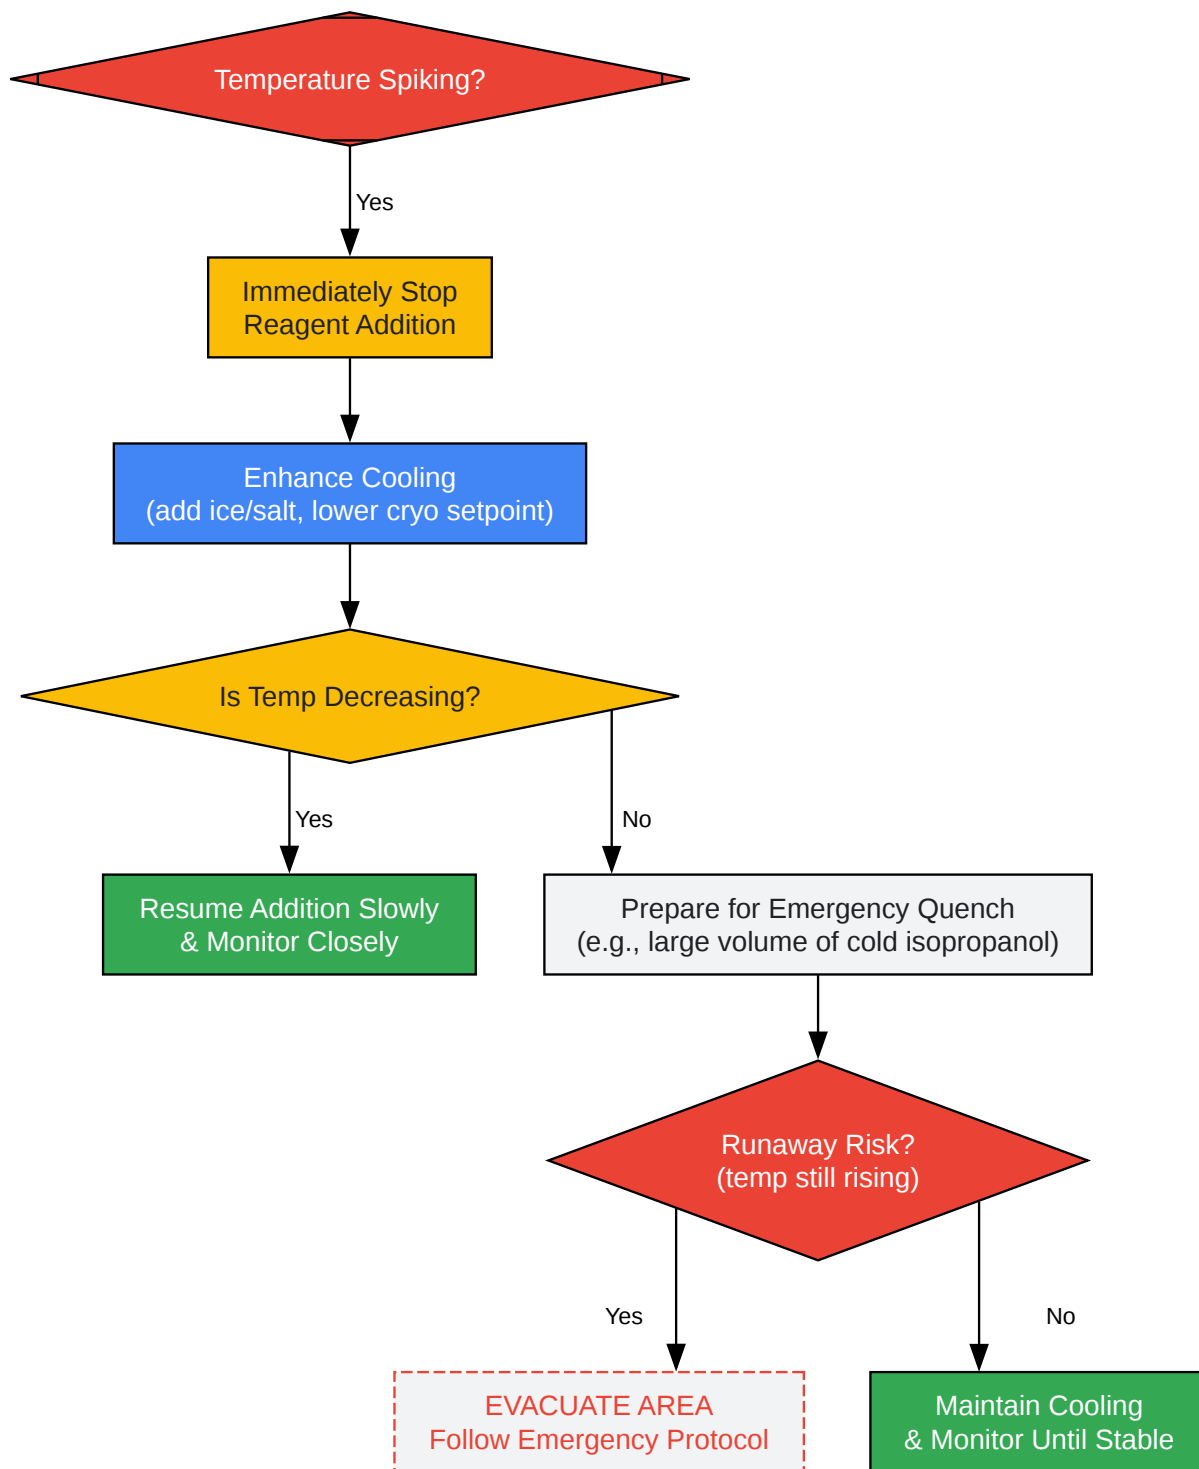 Temperature Spiking?
Yes
Immediately Stop
Reagent Addition
Enhance Cooling
(add ice/salt, lower cryo setpoint)
Is Temp Decreasing?
Yes
No
Resume Addition Slowly
& Monitor Closely
Prepare for Emergency Quench
(e.g., large volume of cold isopropanol)
Runaway Risk?
(temp still rising)
Yes
No
EVACUATE AREA
Follow Emergency Protocol
Maintain Cooling
& Monitor Until Stable